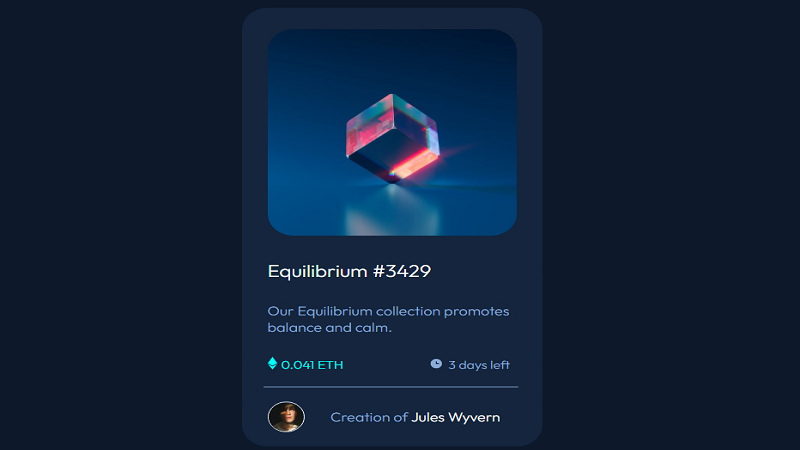 Equilibrium #3429
Our Equilibrium collection promotes
balance and calm.
0.041 ETH
3 days left
Creation of Jules Wyvern